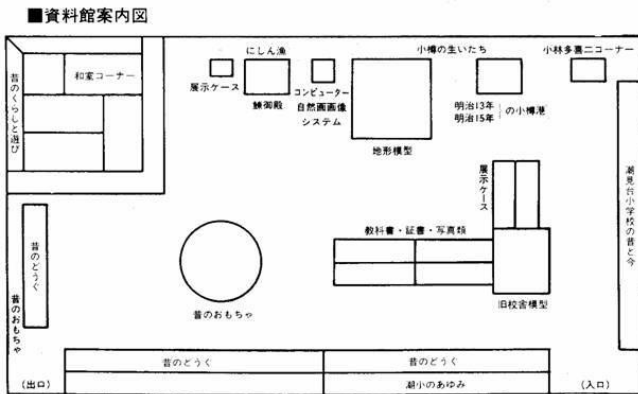 ■資料館案内図
にしん漁
小樽の生いたち
小林多喜二コーナー
和室コーナー
昔のくらしと遊び
展示ケース
鰊御殿
コンピューター
自然画画像
システム
地形模型
明治13年
明治15年
の小樽港
展示ケース
潮見台小学校の昔と今
教科書・証書・写真類
旧校舎模型
昔のどうぐ
昔のおもちゃ
昔のおもちゃ
昔のどうぐ
昔のどうぐ
潮小のあゆみ
(出口)
(入口)